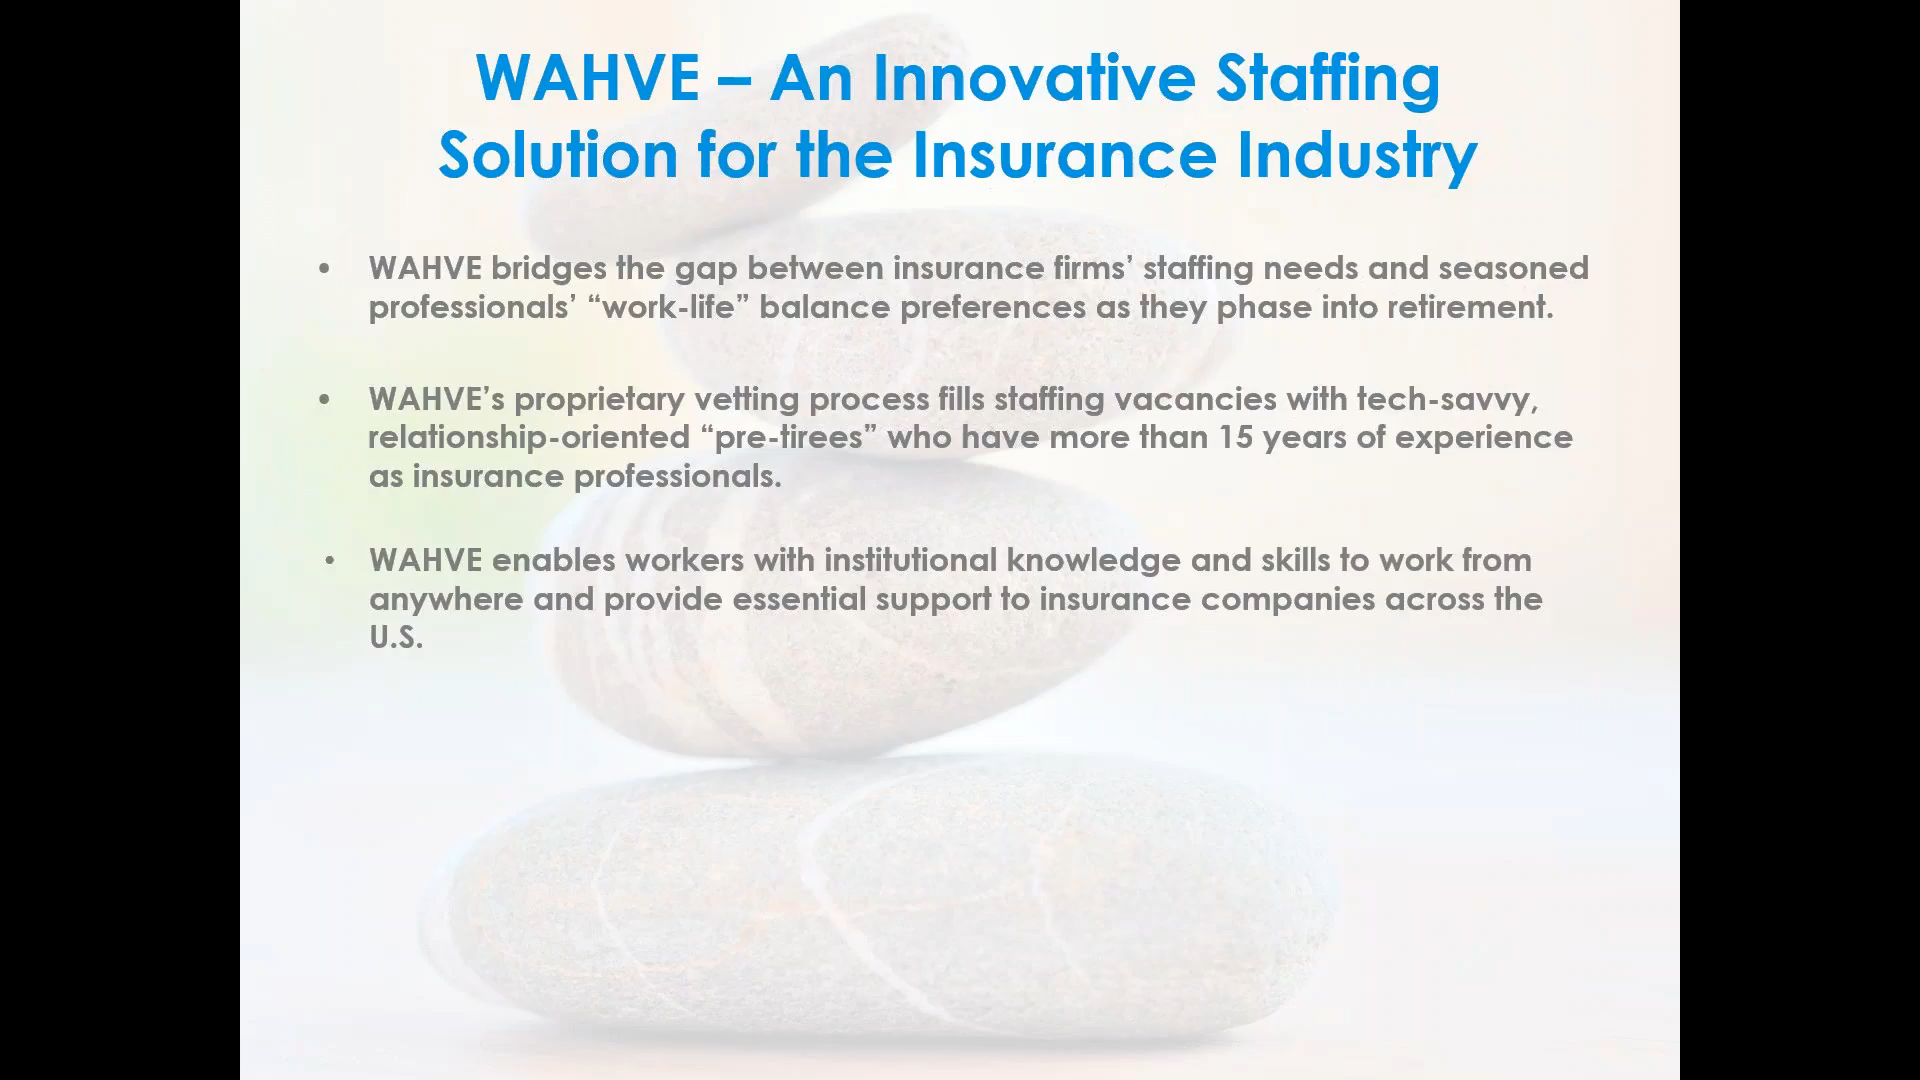 WAHVE – An Innovative Staffing
Solution for the Insurance Industry
• WAHVE bridges the gap between insurance firms’ staffing needs and seasoned
professionals’ “work-life” balance preferences as they phase into retirement.
• WAHVE’s proprietary vetting process fills staffing vacancies with tech-savvy,
relationship-oriented “pre-tirees” who have more than 15 years of experience
as insurance professionals.
• WAHVE enables workers with institutional knowledge and skills to work from
anywhere and provide essential support to insurance companies across the
U.S.